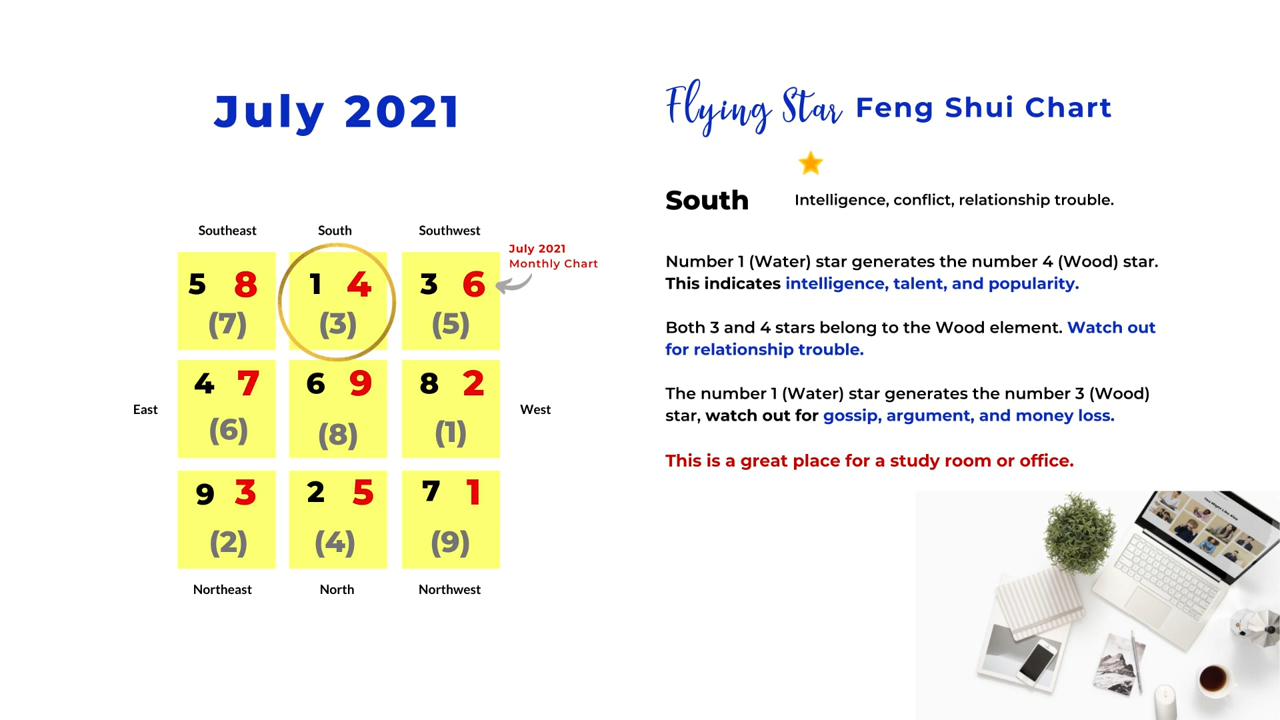 July 2021
Flying Star Feng Shui Chart
Southeast South Southwest
July 2021
Monthly Chart
5 8 1 4 3 6
(7) (3) (5)
East
4 7 6 9 8 2
(6) (8) (1)
West
9 3 2 5 7 1
(2) (4) (9)
Northeast North Northwest
South Intelligence, conflict, relationship trouble.
Number 1 (Water) star generates the number 4 (Wood) star.
This indicates intelligence, talent, and popularity.
Both 3 and 4 stars belong to the Wood element. Watch out
for relationship trouble.
The number 1 (Water) star generates the number 3 (Wood)
star, watch out for gossip, argument, and money loss.
This is a great place for a study room or office.
You Might Like Also